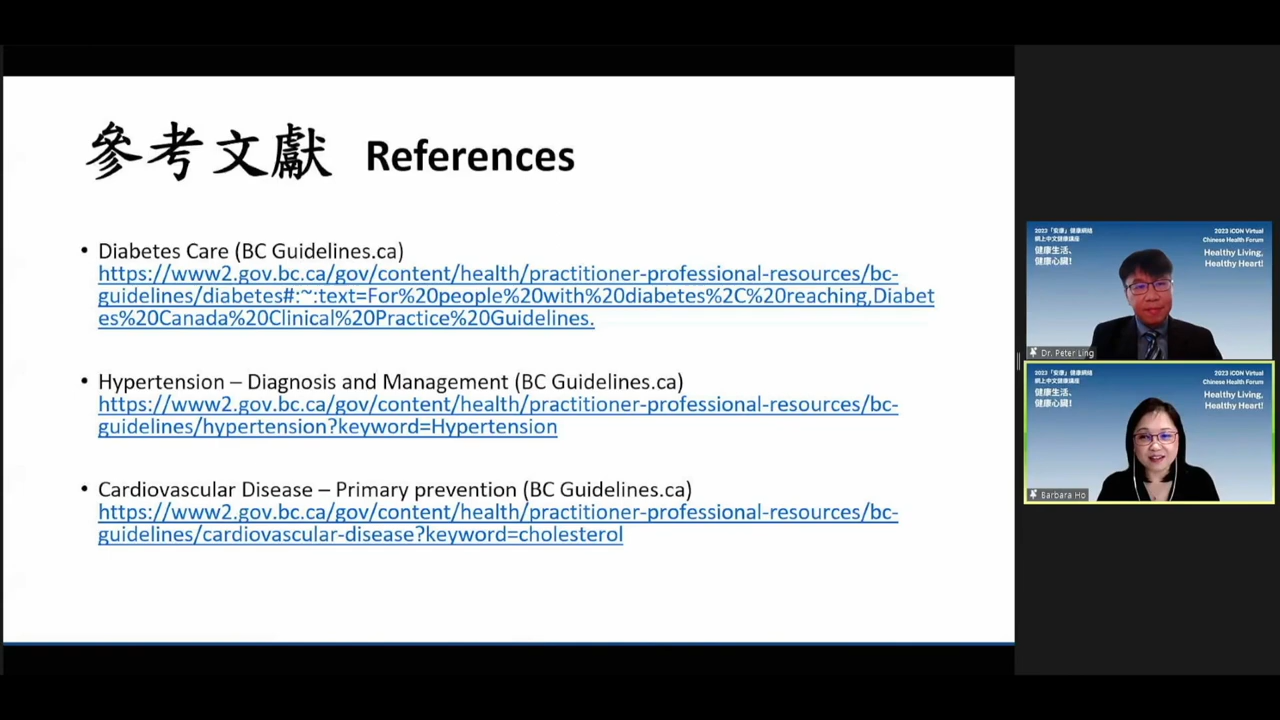 參考文獻 References
• Diabetes Care (BC Guidelines.ca)
https://www2.gov.bc.ca/gov/content/health/practitioner-professional-resources/bc-
guidelines/diabetes#:~:text=For%20people%20with%20diabetes%2C%20reaching,Diabet
es%20Canada%20Clinical%20Practice%20Guidelines.
• Hypertension – Diagnosis and Management (BC Guidelines.ca)
https://www2.gov.bc.ca/gov/content/health/practitioner-professional-resources/bc-
guidelines/hypertension?keyword=Hypertension
• Cardiovascular Disease – Primary prevention (BC Guidelines.ca)
https://www2.gov.bc.ca/gov/content/health/practitioner-professional-resources/bc-
guidelines/cardiovascular-disease?keyword=cholesterol
2023「安康」健康網絡
網上中文健康講座
健康生活、
健康心臟!
2023 iCON Virtual
Chinese Health Forum
Healthy Living,
Healthy Heart!
Dr. Peter Ling
2023「安康」健康網絡
網上中文健康講座
健康生活、
健康心臟!
2023 iCON Virtual
Chinese Health Forum
Healthy Living,
Healthy Heart!
Barbara Ho